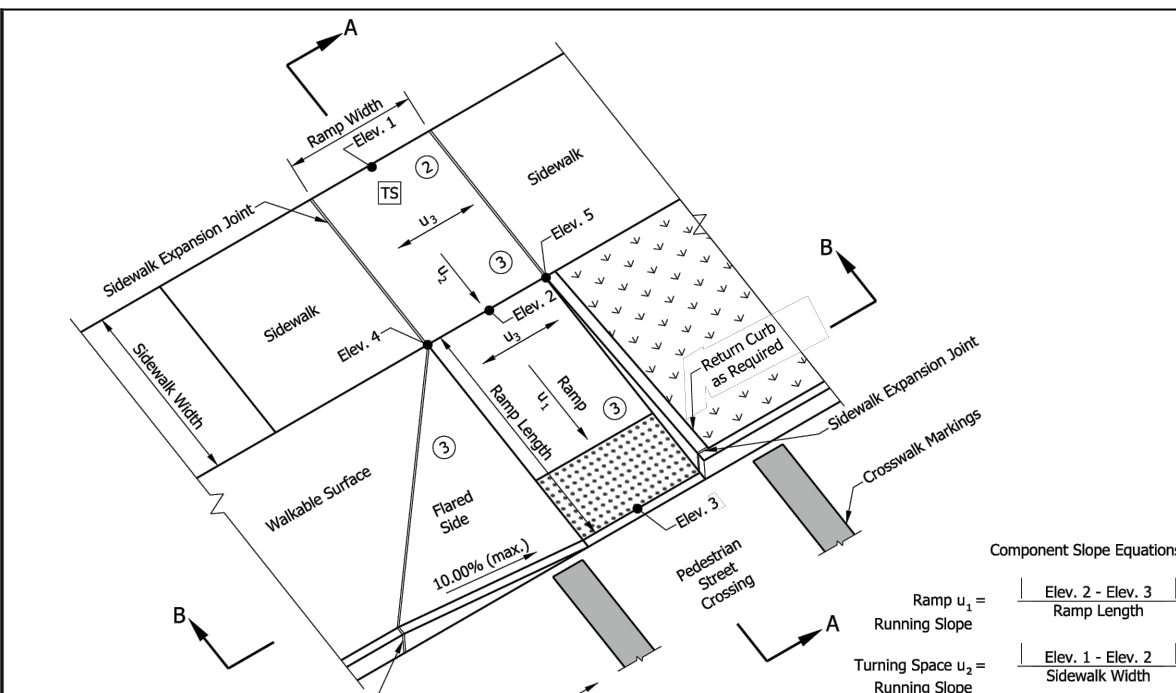 A
Ramp Width
Elev. 1
2
TS
Sidewalk
u3
Sidewalk Expansion Joint
Elev. 5
3
B
u2
Elev. 2
Sidewalk
Elev. 4
u3
Return Curb
as Required
Sidewalk Width
Ramp
u1
Ramp Length
3
Sidewalk Expansion Joint
Crosswalk Markings
3
Walkable Surface
Flared
Side
Elev. 3
10.00% (max.)
Pedestrian
Street
Crossing
Component Slope Equations
B
A
Ramp u1 =
Running Slope
| Elev. 2 - Elev. 3 |
Ramp Length
Turning Space u2 =
Running Slope
| Elev. 1 - Elev. 2 |
Sidewalk Width